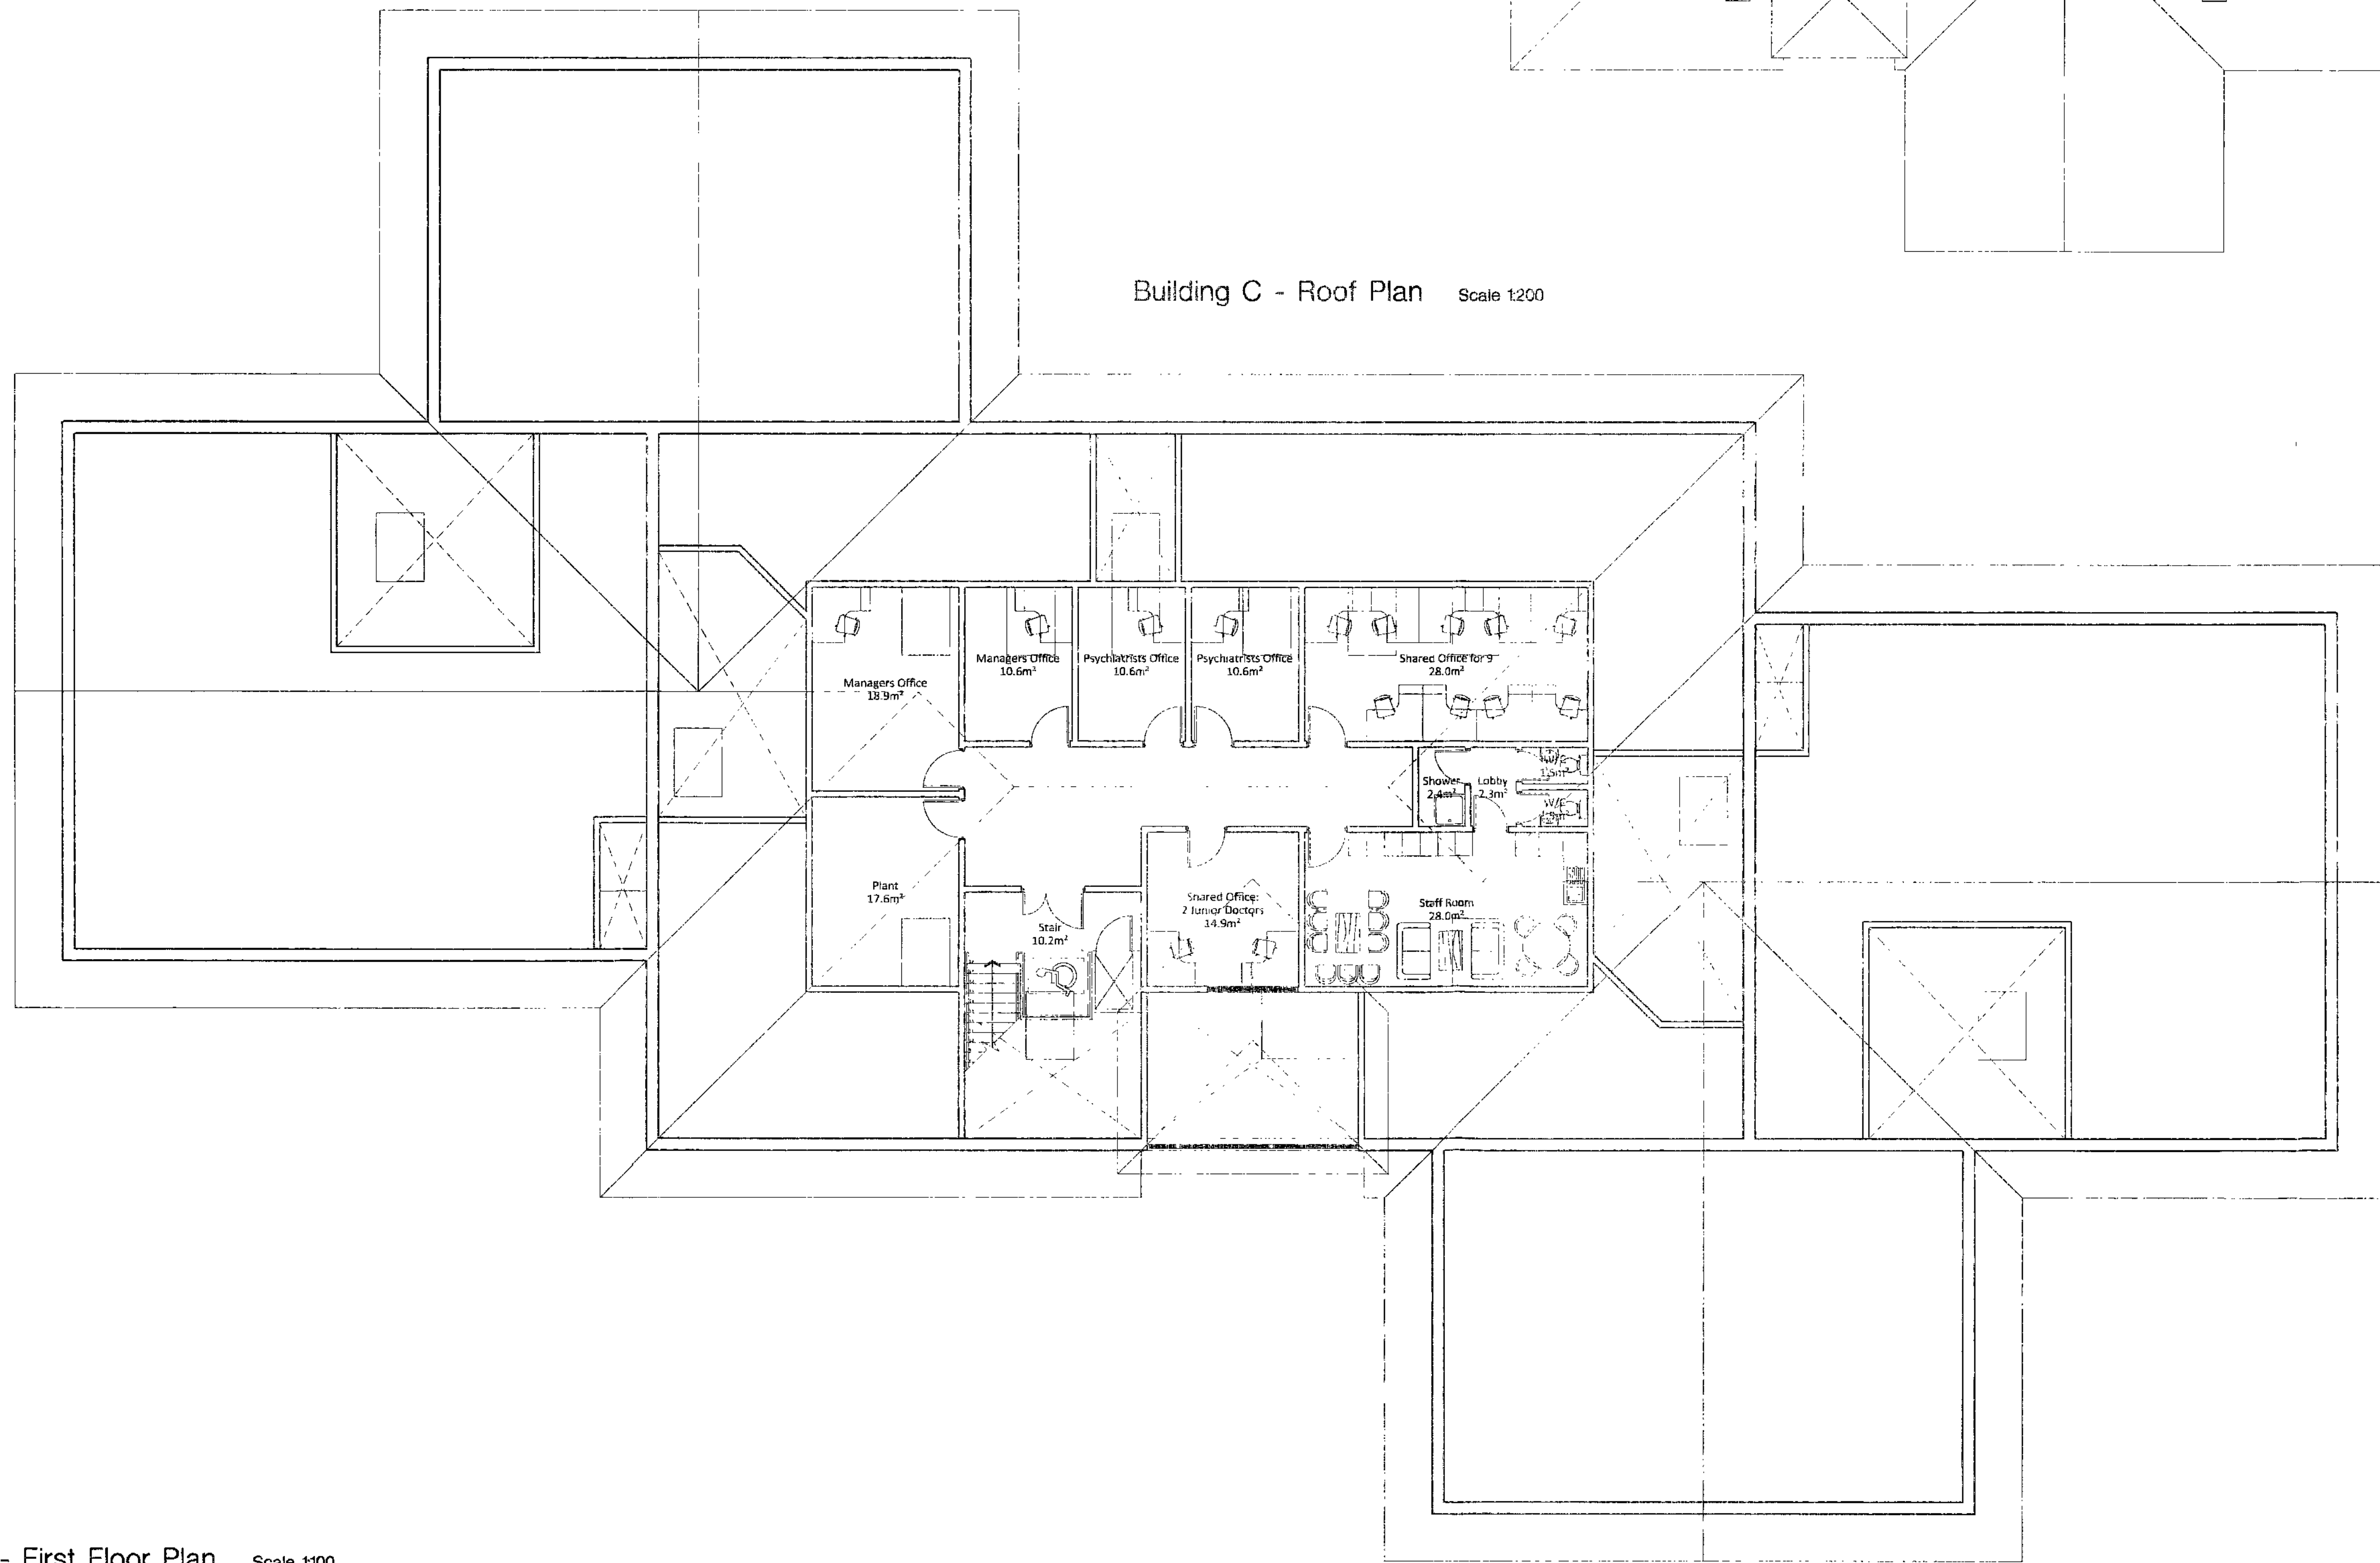 Building C - Roof Plan Scale 1:200
Managers Office
18.9m²
Managers Office
10.6m²
Psychiatrists Office
10.6m²
Psychiatrists Office
10.6m²
Shared Office for 9
28.0m²
Shower
2.4m²
Lobby
2.3m²
Plant
17.6m²
Stair
10.2m²
Shared Office:
2 Junior Doctors
14.9m²
Staff Room
28.0m²
- First Floor Plan Scale 1:100